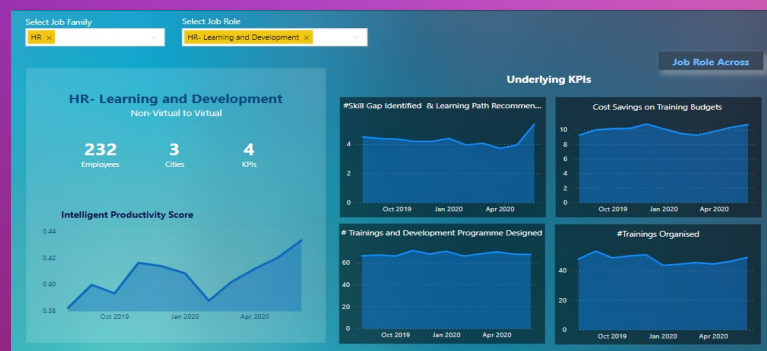 Select Job Family
Select Job Role
HR ×
HR- Learning and Development ×
Job Role Across
Underlying KPIs
HR- Learning and Development
Non-Virtual to Virtual
232
3
4
Employees
Cities
KPIs
Intelligent Productivity Score
0.44
0.42
0.40
0.38
Oct 2019
Jan 2020
Apr 2020
#Skill Gap Identified & Learning Path Recommen...
4
2
0
Oct 2019
Jan 2020
Apr 2020
Cost Savings on Training Budgets
10
8
6
4
2
0
Oct 2019
Jan 2020
Apr 2020
# Trainings and Development Programme Designed
60
40
20
0
Oct 2019
Jan 2020
Apr 2020
#Trainings Organised
40
20
0
Oct 2019
Jan 2020
Apr 2020